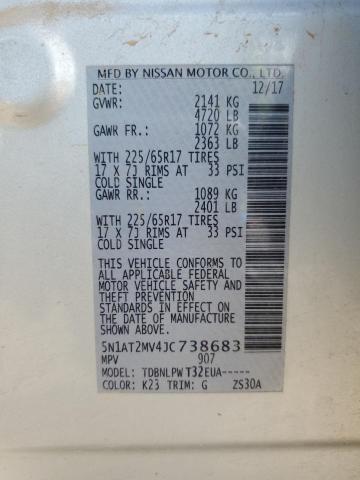 MFD BY NISSAN MOTOR CO., LTD.
DATE: 12/17
GVWR: 2141 KG
4720 LB
GAWR FR.: 1072 KG
2363 LB
WITH 225/65R17 TIRES
17 X 7J RIMS AT 33 PSI
COLD SINGLE
GAWR RR.: 1089 KG
2401 LB
WITH 225/65R17 TIRES
17 X 7J RIMS AT 33 PSI
COLD SINGLE
THIS VEHICLE CONFORMS TO
ALL APPLICABLE FEDERAL
MOTOR VEHICLE SAFETY AND
THEFT PREVENTION
STANDARDS IN EFFECT ON
THE DATE OF MANUFACTURE
SHOWN ABOVE.
5N1AT2MV4JC738683
MPV 907
MODEL: TDBNLPW T32EUA-----
COLOR: K23 TRIM: G ZS30A